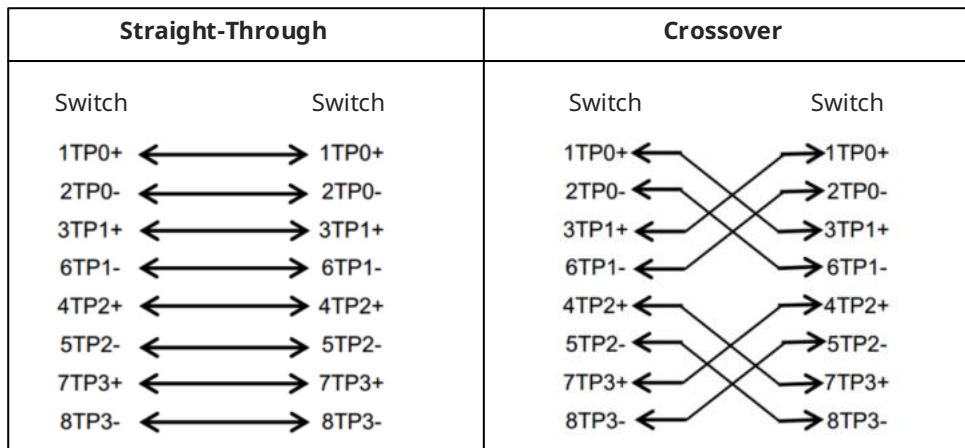 Straight-Through Crossover
Switch Switch Switch Switch
1TP0+ 1TP0+ 1TP0+ 1TP0+
2TP0- 2TP0- 2TP0- 2TP0-
3TP1+ 3TP1+ 3TP1+ 3TP1+
6TP1- 6TP1- 6TP1- 6TP1-
4TP2+ 4TP2+ 4TP2+ 4TP2+
5TP2- 5TP2- 5TP2- 5TP2-
7TP3+ 7TP3+ 7TP3+ 7TP3+
8TP3- 8TP3- 8TP3- 8TP3-